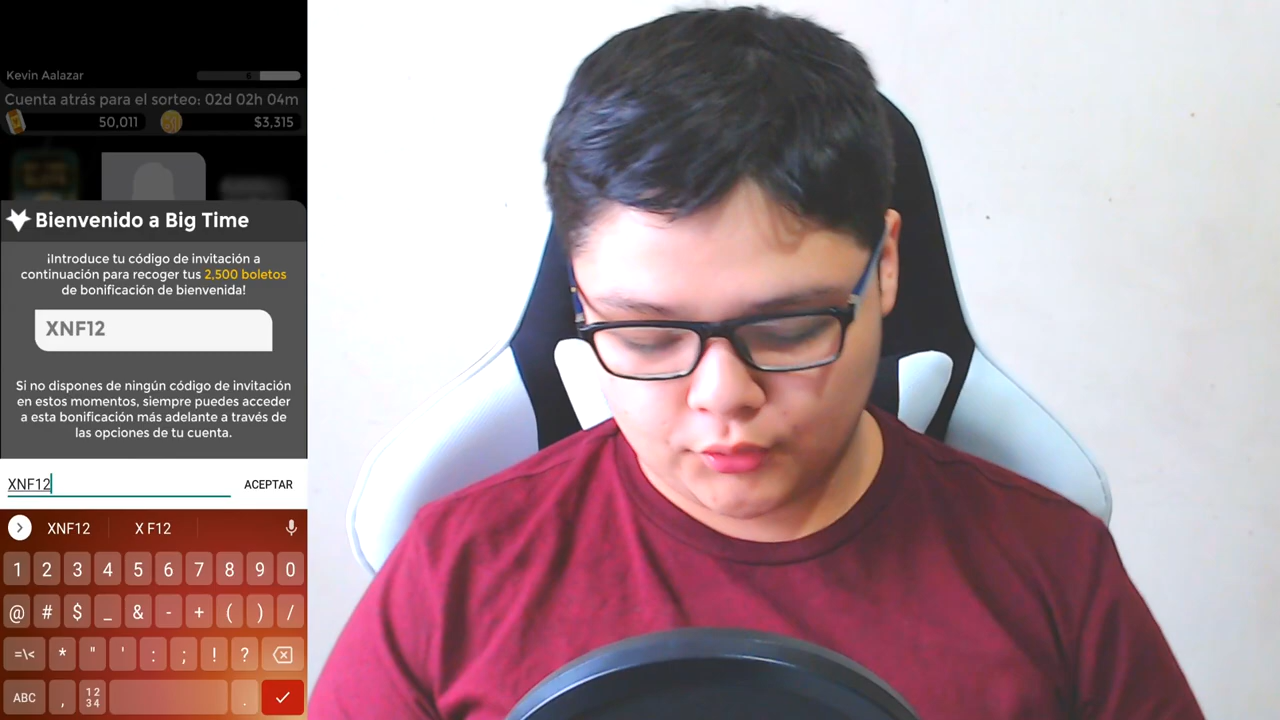 Kevin Aalazar
6
Cuenta atrás para el sorteo: 02d 02h 04m
50,011 $3,315
Bienvenido a Big Time
¡Introduce tu código de invitación a
continuación para recoger tus 2,500 boletos
de bonificación de bienvenida!
XNF12
Si no dispones de ningún código de invitación
en estos momentos, siempre puedes acceder
a esta bonificación más adelante a través de
las opciones de tu cuenta.
XNF12 ACEPTAR
XNF12 X F12
1 2 3 4 5 6 7 8 9 0
@ # $ _ & - + ( ) /
=\< * " ' : ; ! ?
ABC , 12 .
34